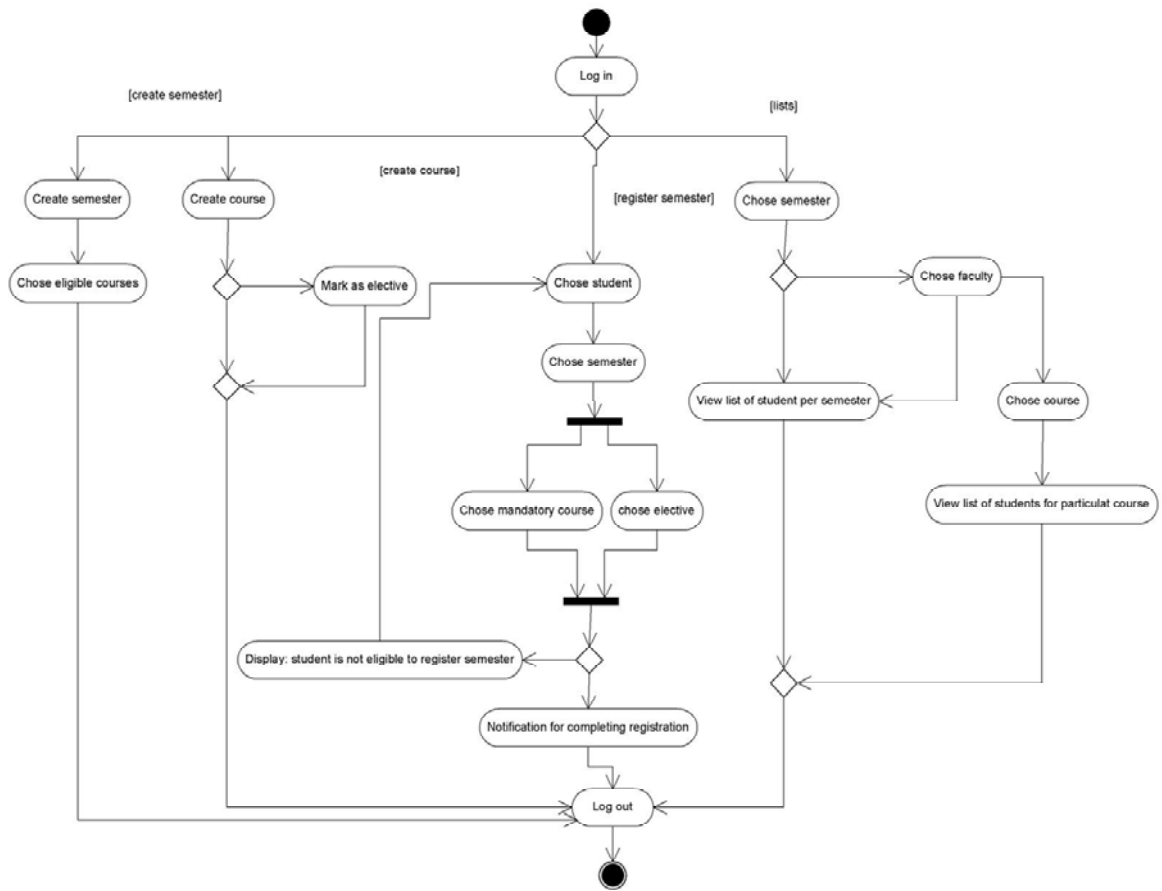 Log in
[create semester]
[lists]
[create course]
Create semester
Create course
[register semester]
Chose semester
Chose eligible courses
Mark as elective
Chose student
Chose faculty
Chose semester
View list of student per semester
Chose course
Chose mandatory course
chose elective
View list of students for particulat course
Display: student is not eligible to register semester
Notification for completing registration
Log out